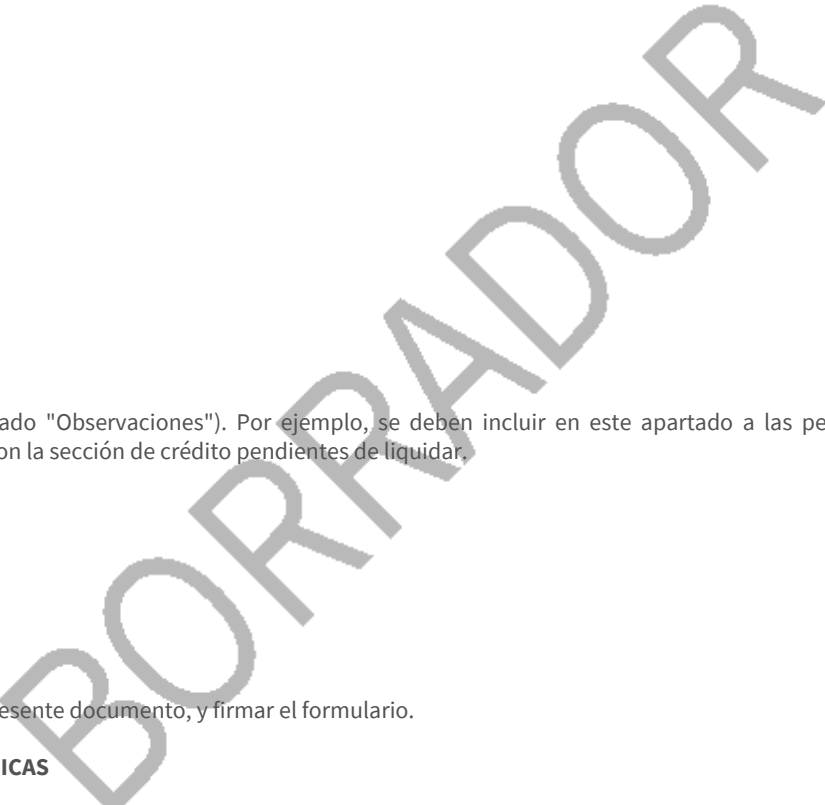 ado "Observaciones"). Por ejemplo, se deben incluir en este apartado a las pe
on la sección de crédito pendientes de liquidar.
esente documento, y firmar el formulario.
ICAS
BORRADOR